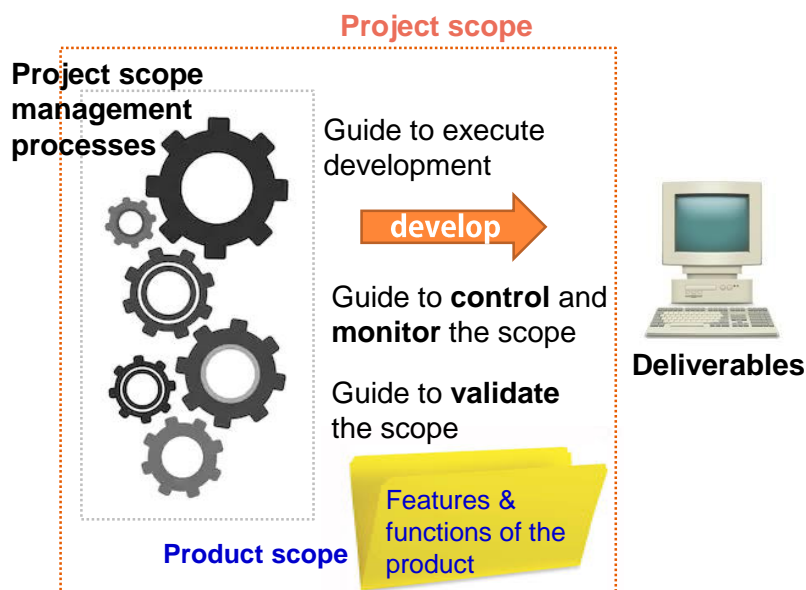 Project scope
Project scope
management
processes
Guide to execute
development
develop
Guide to control and
monitor the scope
Deliverables
Guide to validate
the scope
Features &
functions of the
product
Product scope